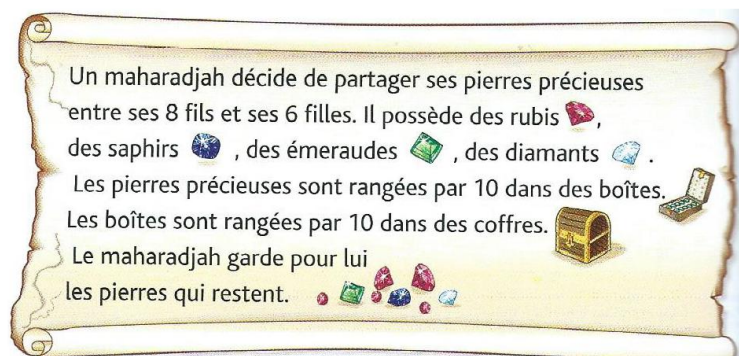 Un maharadjah décide de partager ses pierres précieuses
entre ses 8 fils et ses 6 filles. Il possède des rubis ,
des saphirs , des émeraudes , des diamants .
Les pierres précieuses sont rangées par 10 dans des boîtes.
Les boîtes sont rangées par 10 dans des coffres.
Le maharadjah garde pour lui
les pierres qui restent.